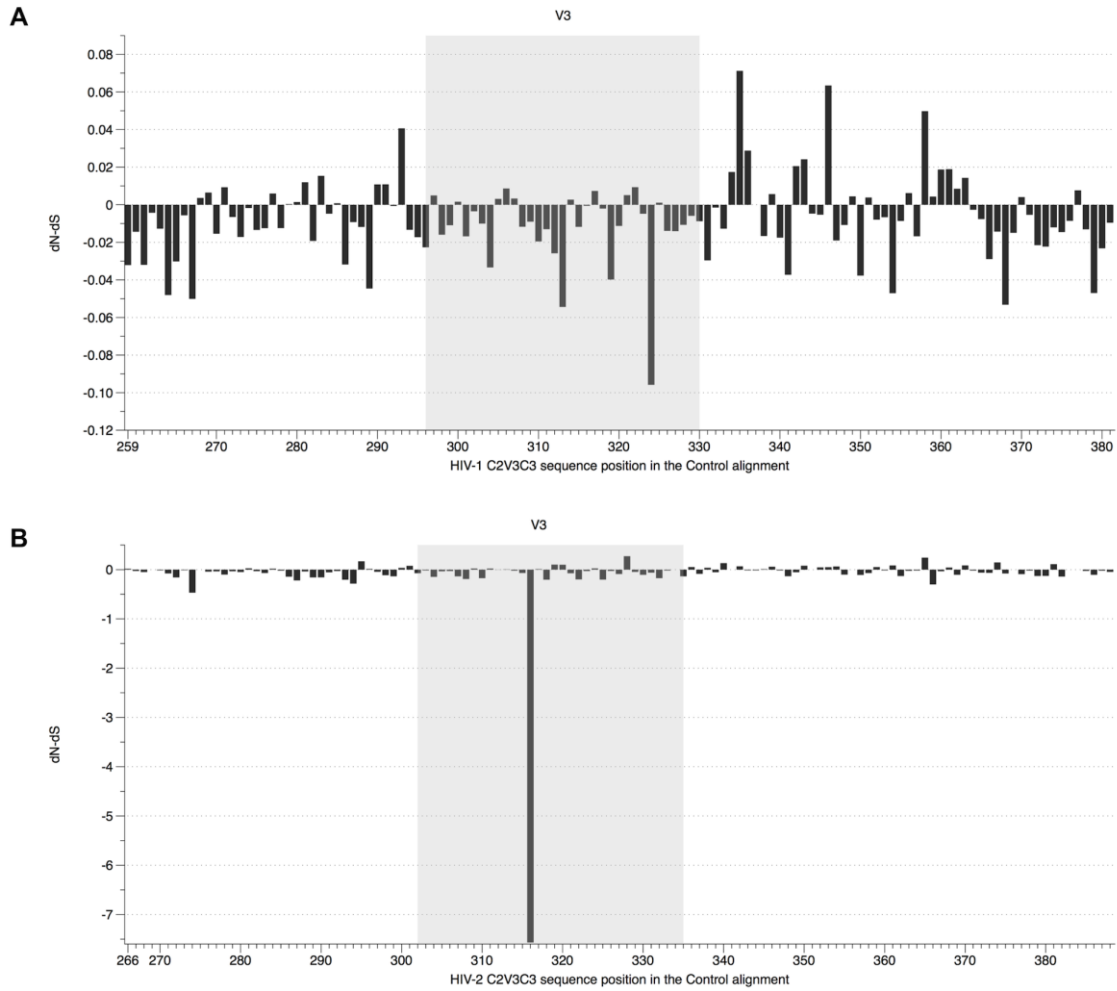 A
V3
0.08
0.06
0.04
0.02
0
-0.02
-0.04
-0.06
-0.08
-0.10
-0.12
dN-dS
259 270 280 290 300 310 320 330 340 350 360 370 380
HIV-1 C2V3C3 sequence position in the Control alignment
B
V3
0
-1
-2
-3
-4
-5
-6
-7
dN-dS
266 270 280 290 300 310 320 330 340 350 360 370 380
HIV-2 C2V3C3 sequence position in the Control alignment